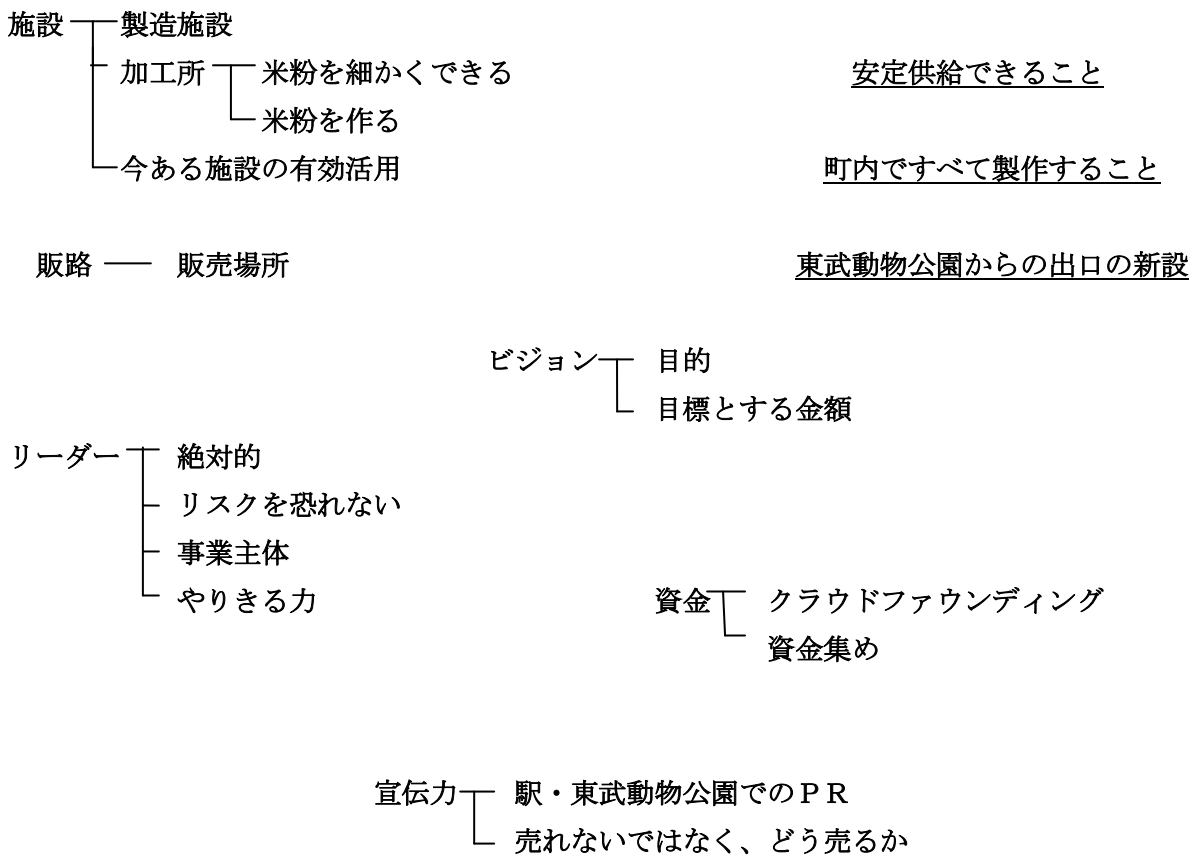 施設 製造施設
加工所 米粉を細かくできる 安定供給できること
米粉を作る
今ある施設の有効活用 町内ですべて製作すること
販路 販売場所 東武動物公園からの出口の新設
ビジョン 目的
目標とする金額
リーダー 絶対的
リスクを恐れない
事業主体
やりきる力 資金 クラウドファウンディング
資金集め
宣伝力 駅・東武動物公園でのＰＲ
売れないではなく、どう売るか